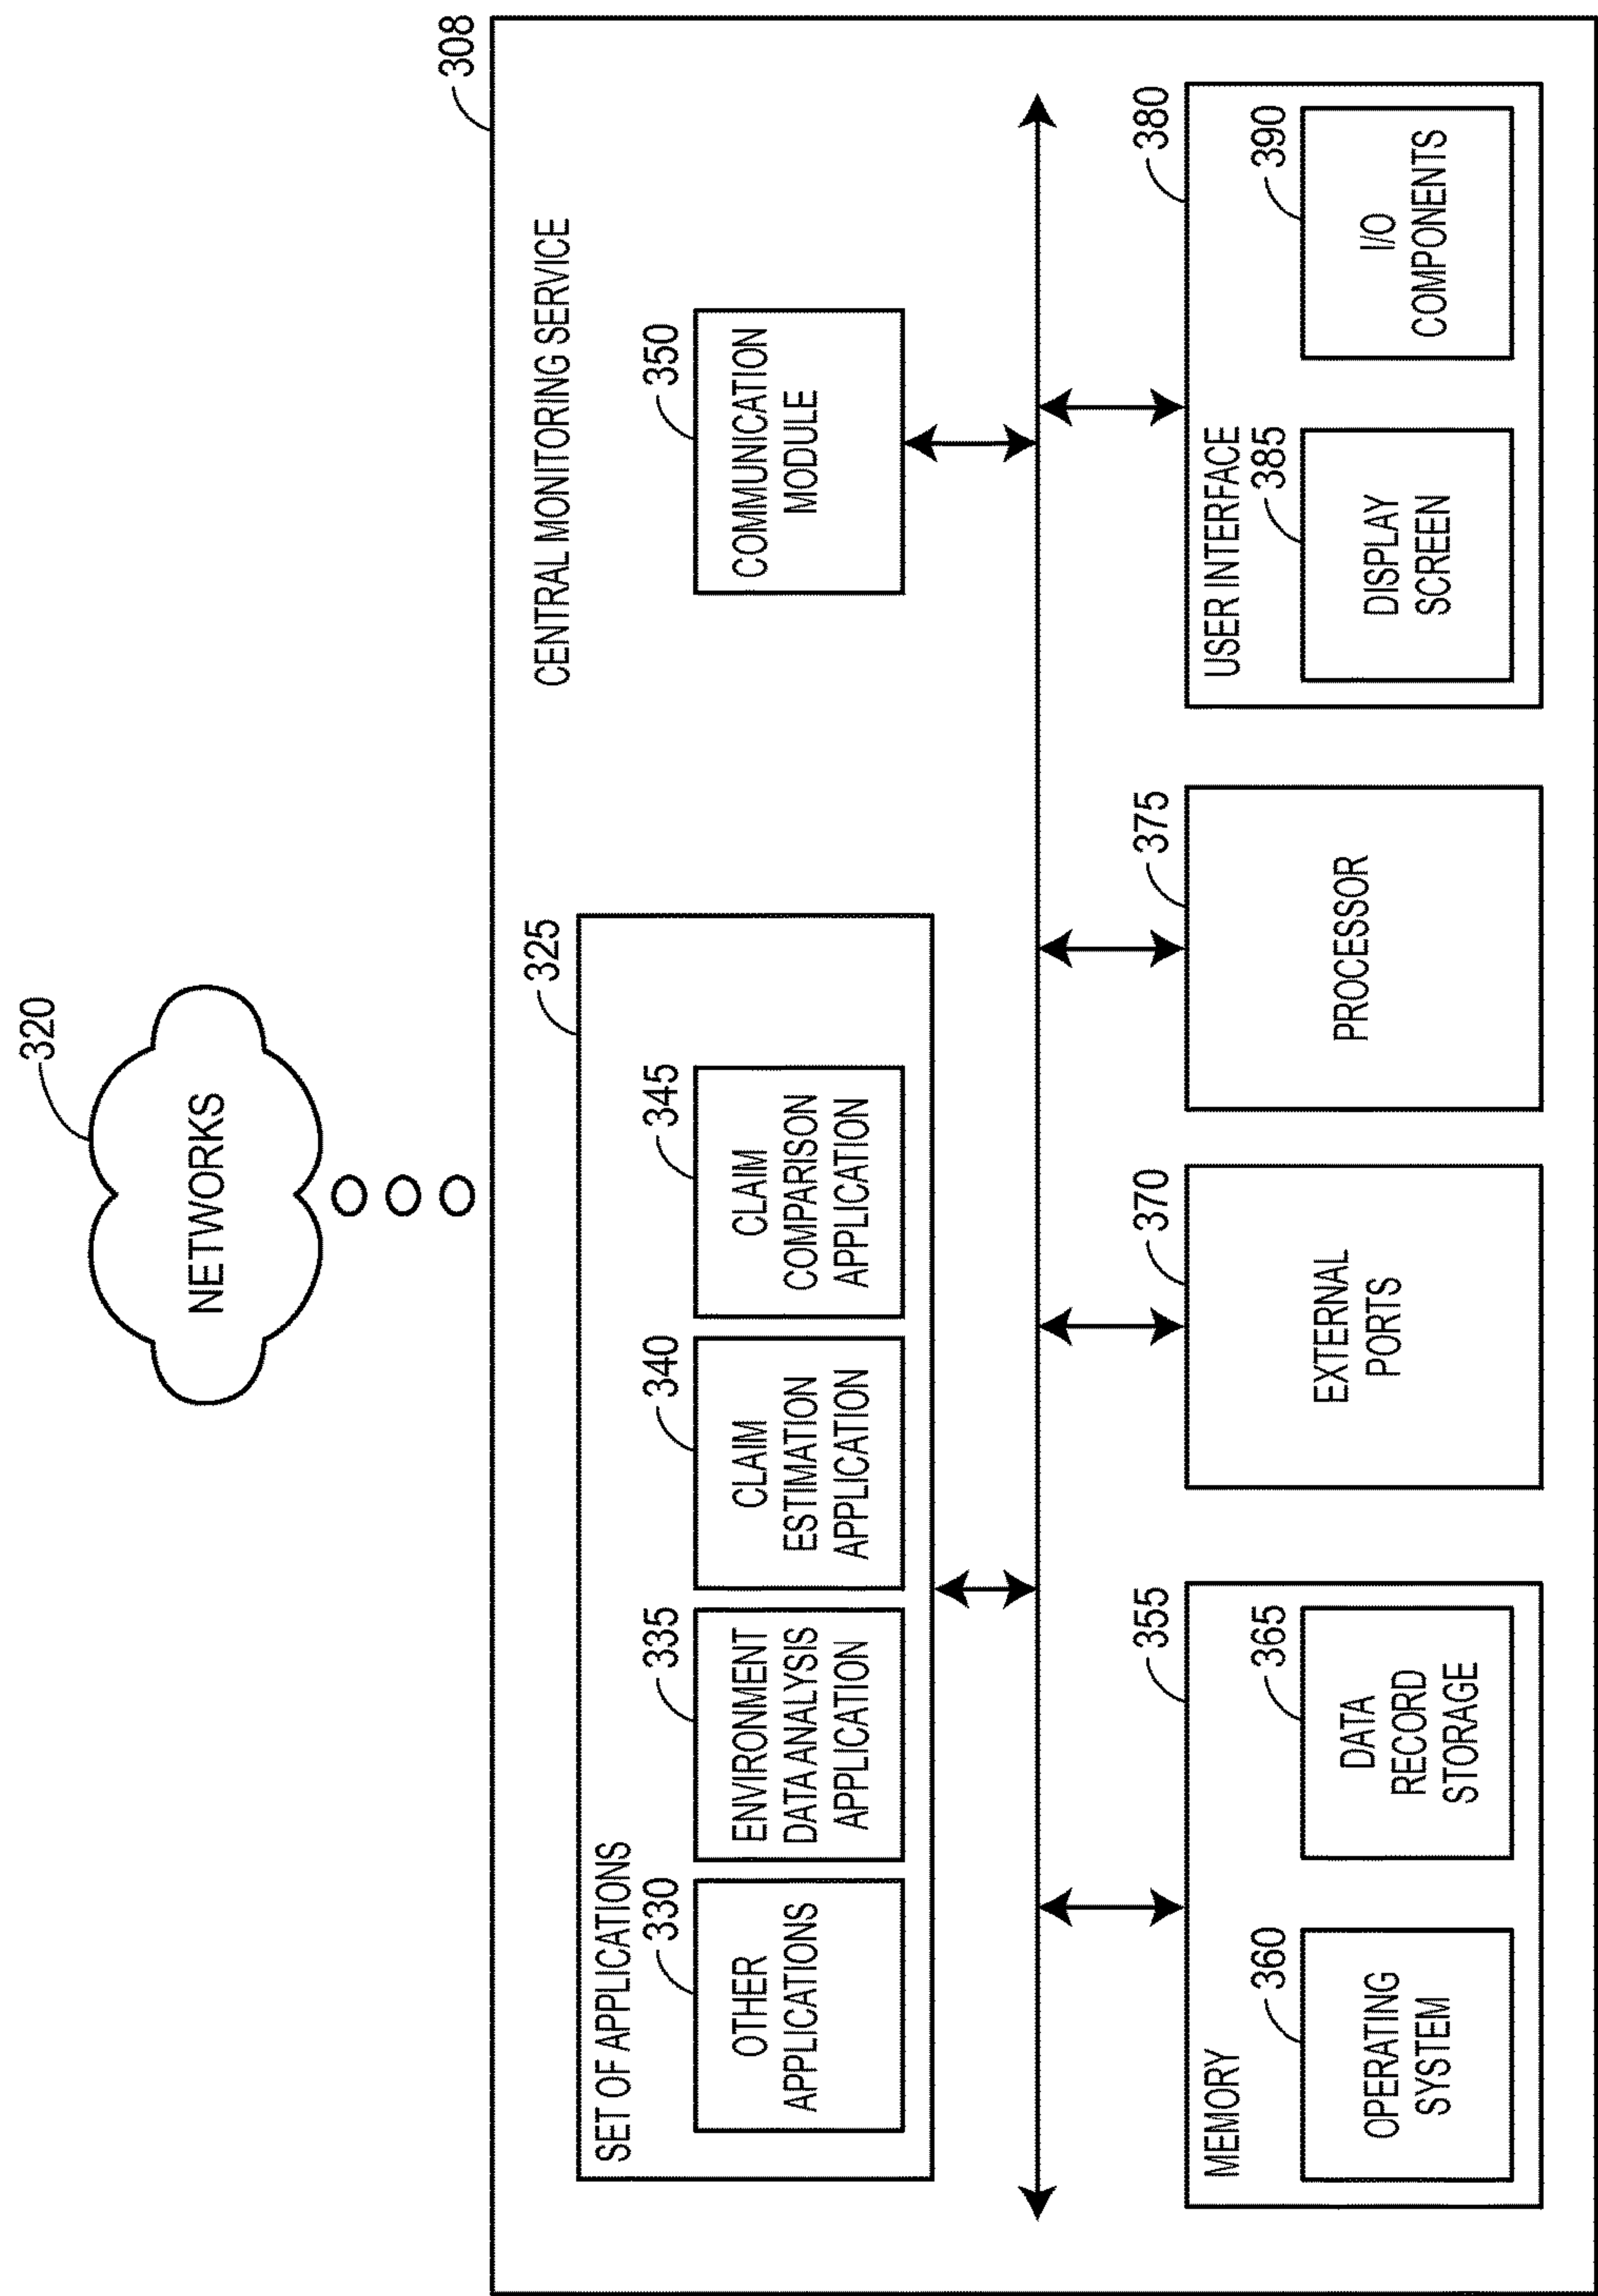 320
NETWORKS
308
CENTRAL MONITORING SERVICE
325
SET OF APPLICATIONS
330
OTHER
APPLICATIONS
335
ENVIRONMENT
DATA ANALYSIS
APPLICATION
340
CLAIM
ESTIMATION
APPLICATION
345
CLAIM
COMPARISON
APPLICATION
350
COMMUNICATION
MODULE
355
MEMORY
360
OPERATING
SYSTEM
365
DATA
RECORD
STORAGE
370
EXTERNAL
PORTS
375
PROCESSOR
380
USER INTERFACE
385
DISPLAY
SCREEN
390
I/O
COMPONENTS